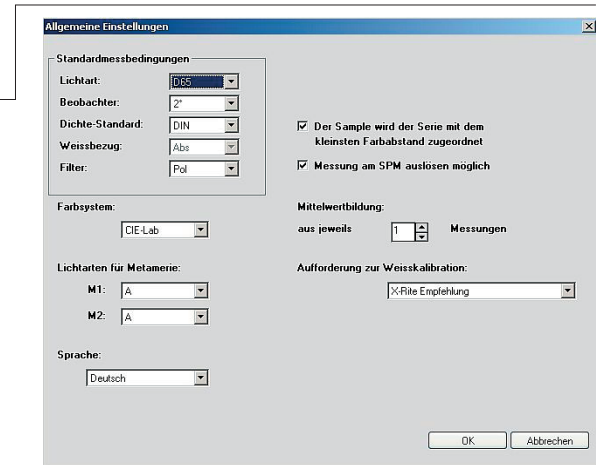 Allgemeine Einstellungen
Standardmessbedingungen
Lichtart: D65
Beobachter: 2°
Dichte-Standard: DIN
Weissbezug: Abs
Filter: Pol
Der Sample wird der Serie mit dem
kleinsten Farbabstand zugeordnet
Messung am SPM auslösen möglich
Farbsystem:
CIE-Lab
Mittelwertbildung:
aus jeweils 1 Messungen
Lichtarten für Metamerie:
M1: A
M2: A
Aufforderung zur Weisskalibration:
X-Rite Empfehlung
Sprache:
Deutsch
OK Abbrechen